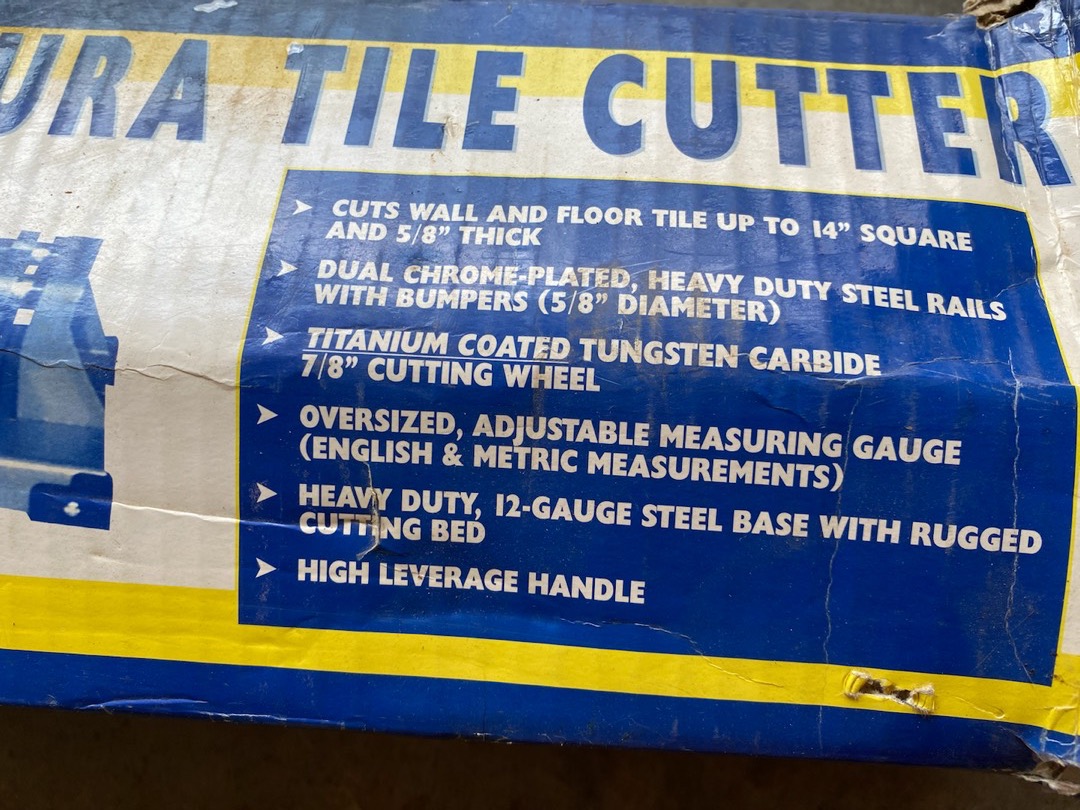 URA TILE CUTTER
➤ CUTS WALL AND FLOOR TILE UP TO 14” SQUARE
AND 5/8” THICK
➤ DUAL CHROME-PLATED, HEAVY DUTY STEEL RAILS
WITH BUMPERS (5/8” DIAMETER)
➤ TITANIUM COATED TUNGSTEN CARBIDE
7/8” CUTTING WHEEL
➤ OVERSIZED, ADJUSTABLE MEASURING GAUGE
(ENGLISH & METRIC MEASUREMENTS)
➤ HEAVY DUTY, 12-GAUGE STEEL BASE WITH RUGGED
CUTTING BED
➤ HIGH LEVERAGE HANDLE